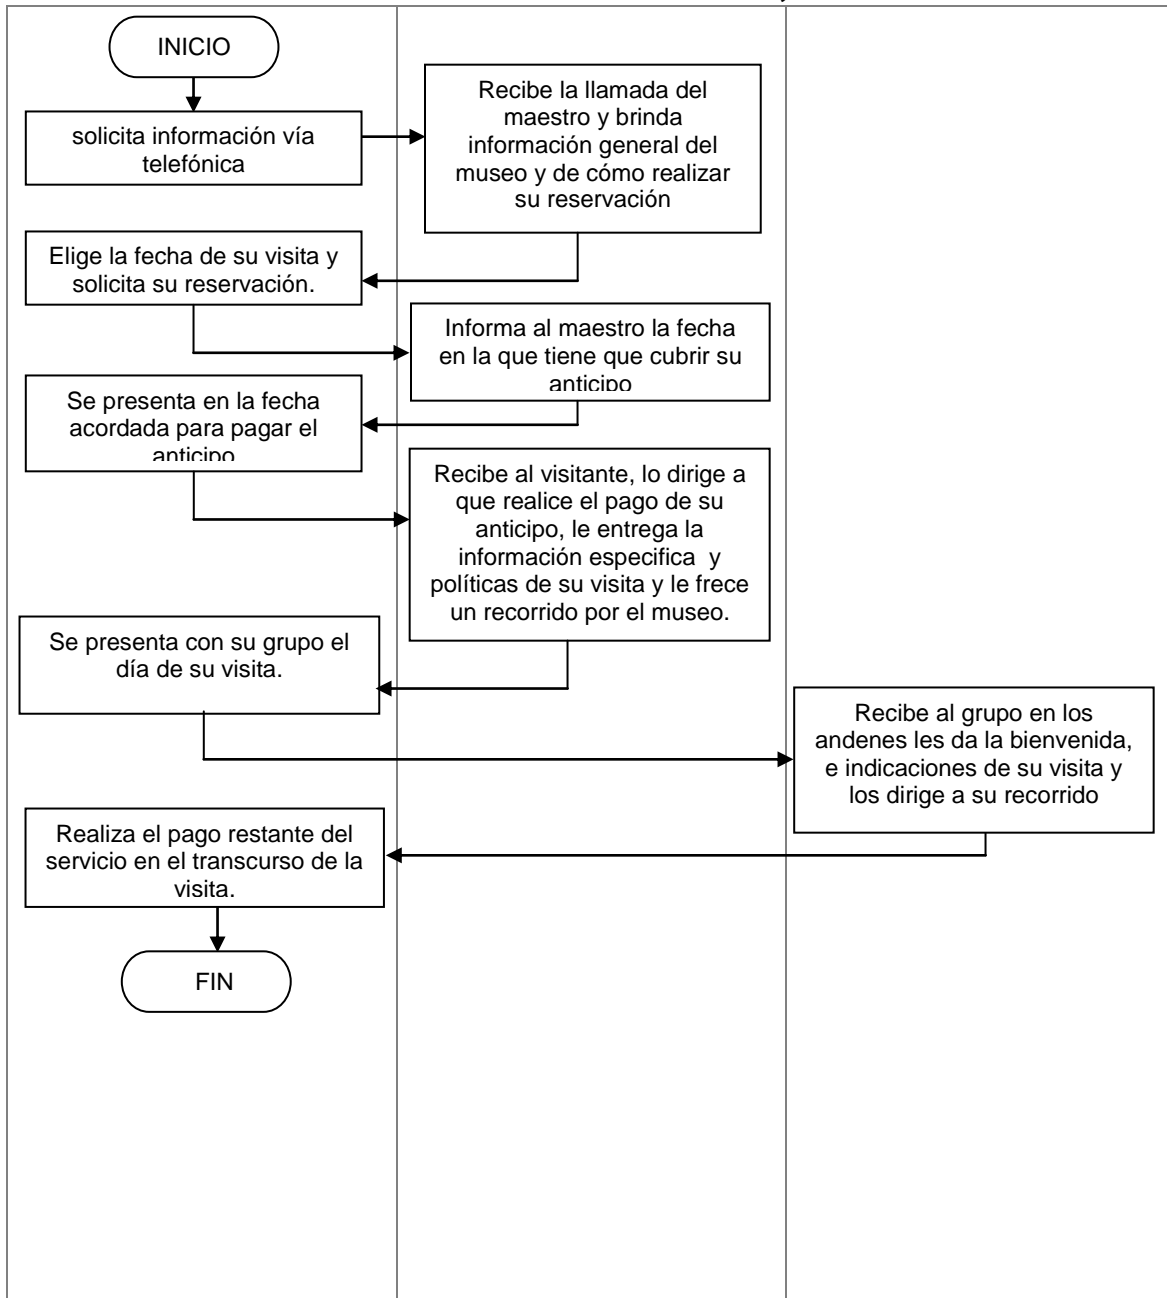 INICIO
solicita información vía
telefónica
Recibe la llamada del
maestro y brinda
información general del
museo y de cómo realizar
su reservación
Elige la fecha de su visita y
solicita su reservación.
Informa al maestro la fecha
en la que tiene que cubrir su
anticipo
Se presenta en la fecha
acordada para pagar el
anticipo
Recibe al visitante, lo dirige a
que realice el pago de su
anticipo, le entrega la
información especifica y
políticas de su visita y le frece
un recorrido por el museo.
Se presenta con su grupo el
día de su visita.
Recibe al grupo en los
andenes les da la bienvenida,
e indicaciones de su visita y
los dirige a su recorrido
Realiza el pago restante del
servicio en el transcurso de la
visita.
FIN